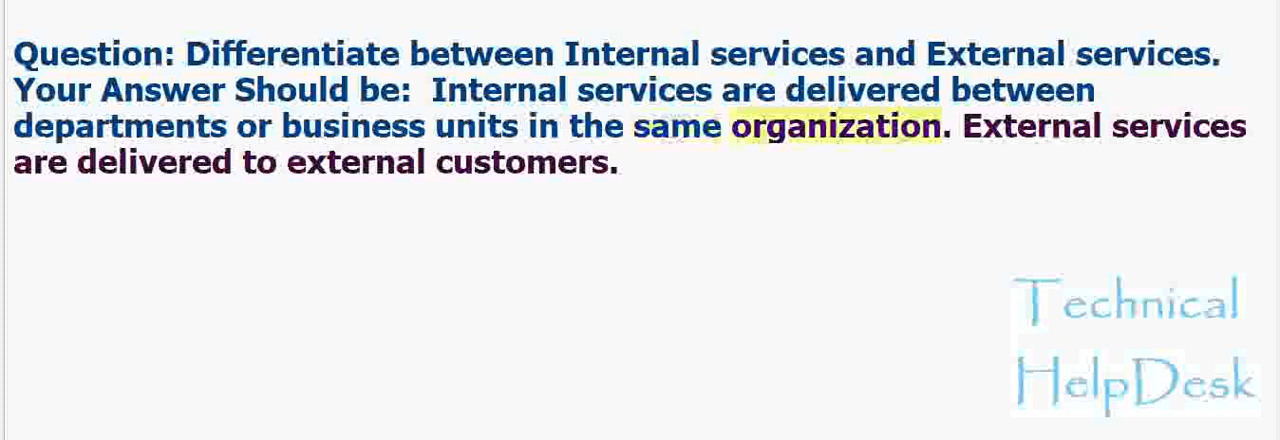 Question: Differentiate between Internal services and External services.
Your Answer Should be: Internal services are delivered between
departments or business units in the same organization. External services
are delivered to external customers.
Technical
HelpDesk